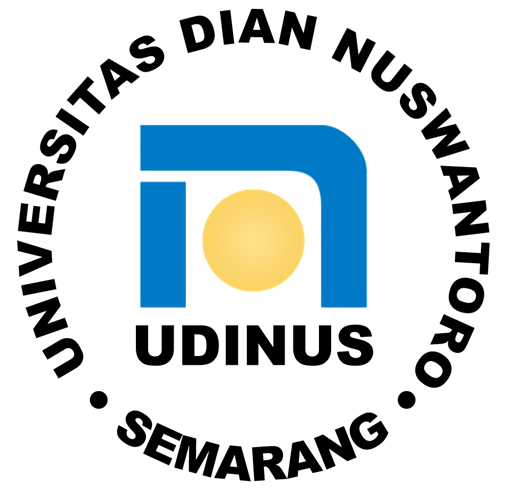 UNIVERSITAS DIAN NUSWANTORO
UDINUS
• SEMARANG •